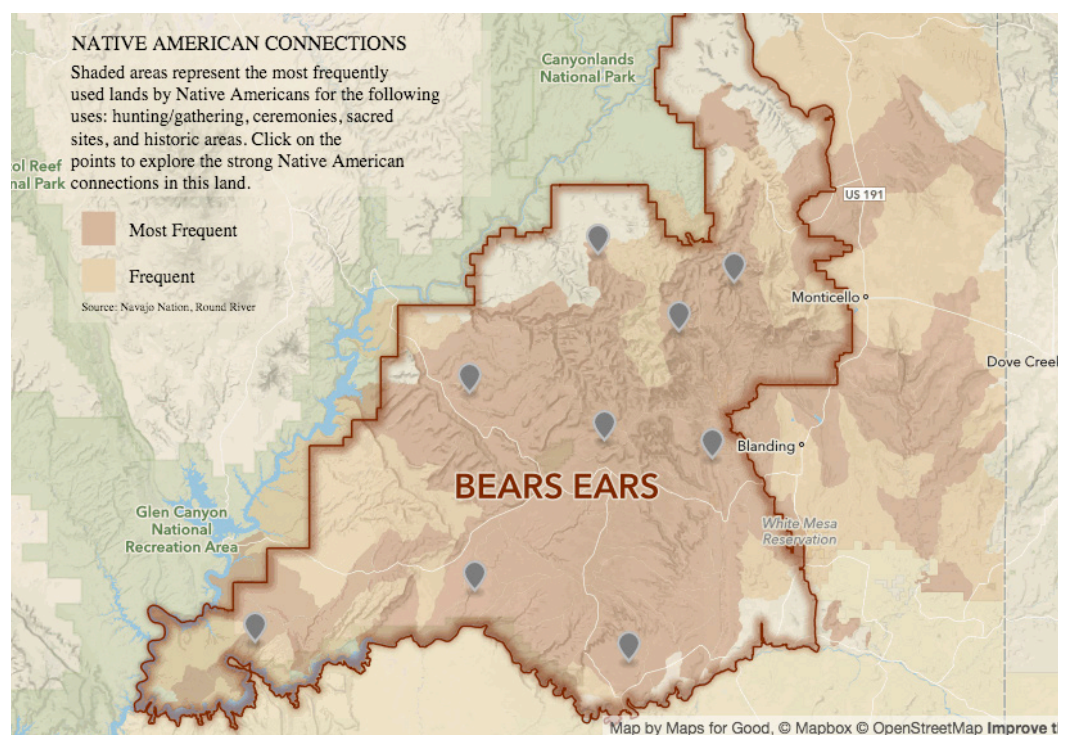 NATIVE AMERICAN CONNECTIONS
Shaded areas represent the most frequently
used lands by Native Americans for the following
uses: hunting/gathering, ceremonies, sacred
sites, and historic areas. Click on the
points to explore the strong Native American
connections in this land.
Most Frequent
Frequent
Source: Navajo Nation, Round River
Canyonlands
National Park
ol Reef
nal Park
US 191
Monticello
Dove Creek
Blanding
BEARS EARS
White Mesa
Reservation
Glen Canyon
National
Recreation Area
Map by Maps for Good, © Mapbox © OpenStreetMap Improve t